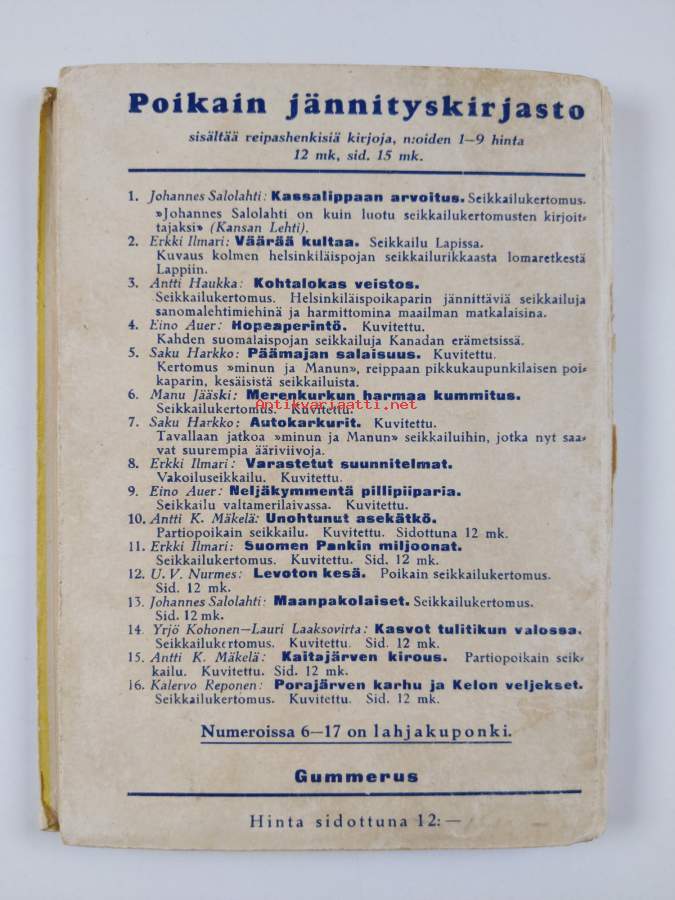 Poikain jännityskirjasto
sisältää reipashenkisiä kirjoja, n:oiden 1—9 hinta
12 mk, sid. 15 mk.
1. Johannes Salolahti: Kassalippaan arvoitus. Seikkailukertomus.
»Johannes Salolahti on kuin luotu seikkailukertomusten kirjoit-
tajaksi» (Kansan Lehti).
2. Erkki Ilmari: Väärää kultaa. Seikkailu Lapissa.
Kuvaus kolmen helsinkiläispojan seikkailurikkaasta lomaretkestä
Lappiin.
3. Antti Haukka: Kohtalokas veistos.
Seikkailukertomus. Helsinkiläispoikaparin jännittäviä seikkailuja
sanomalehtimiehinä ja harmittomina maailman matkalaisina.
4. Eino Auer: Hopeaperintö. Kuvitettu.
Kahden suomalaispojan seikkailuja Kanadan erämetsissä.
5. Saku Harkko: Päämajan salaisuus. Kuvitettu.
Kertomus »minun ja Manun», reippaan pikkukaupunkilaisen poi-
kaparin, kesäisistä seikkailuista.
6. Manu Jääski: Merenkurkun harmaa kummitus.
Seikkailukertomus. Kuvitettu.
Antikvariaatti.net
7. Saku Harkko: Autokarkurit. Kuvitettu.
Tavallaan jatkoa »minun ja Manun» seikkailuihin, jotka nyt saa-
vat suurempia ääriviivoja.
8. Erkki Ilmari: Varastetut suunnitelmat.
Vakoiluseikkailu. Kuvitettu.
9. Eino Auer: Neljäkymmentä pillipiiparia.
Seikkailu valtamerilaivassa. Kuvitettu.
10. Antti K. Mäkelä: Unohtunut asekätkö.
Partiopoikain seikkailu. Kuvitettu. Sidottuna 12 mk.
11. Erkki Ilmari: Suomen Pankin miljoonat.
Seikkailukertomus. Kuvitettu. Sid. 12 mk.
12. U. V. Nurmes: Levoton kesä. Poikain seikkailukertomus.
Sid. 12 mk.
13. Johannes Salolahti: Maanpakolaiset. Seikkailukertomus.
Sid. 12 mk.
14. Yrjö Kohonen—Lauri Laaksovirta: Kasvot tulitikun valossa.
Seikkailukertomus. Kuvitettu. Sid. 12 mk.
15. Antti K. Mäkelä: Kaitajärven kirous. Partiopoikain seik-
kailu. Kuvitettu. Sid. 12 mk.
16. Kalervo Reponen: Porajärven karhu ja Kelon veljekset.
Seikkailukertomus. Kuvitettu. Sid. 12 mk.
Numeroissa 6—17 on lahjakuponki.
Gummerus
Hinta sidottuna 12:—